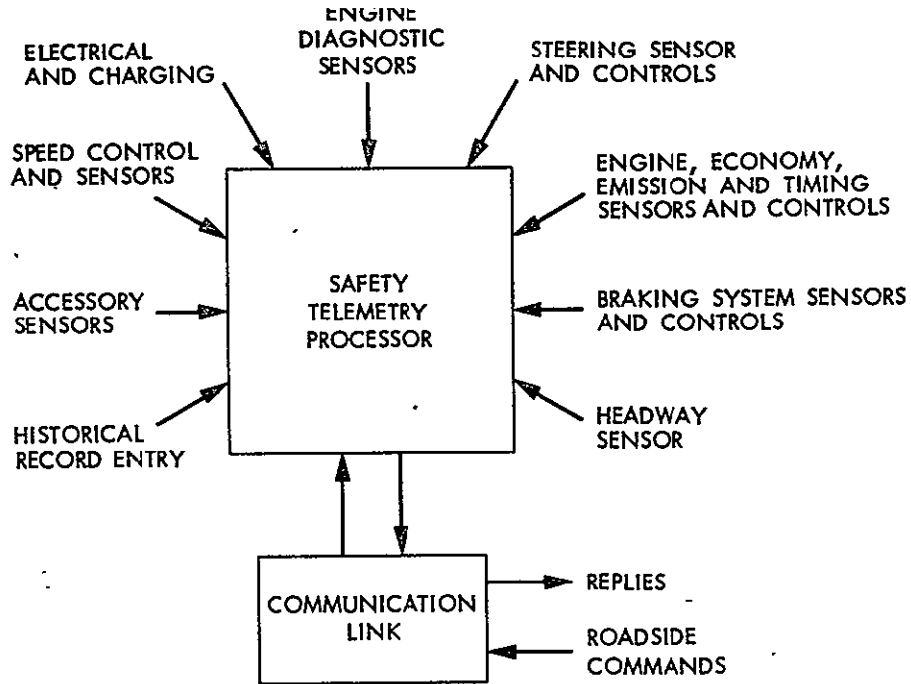 ENGINE
DIAGNOSTIC
SENSORS
ELECTRICAL
AND CHARGING
STEERING SENSOR
AND CONTROLS
SPEED CONTROL
AND SENSORS
ENGINE, ECONOMY,
EMISSION AND TIMING
SENSORS AND CONTROLS
ACCESSORY
SENSORS
SAFETY
TELEMETRY
PROCESSOR
BRAKING SYSTEM SENSORS
AND CONTROLS
HISTORICAL
RECORD ENTRY
HEADWAY
SENSOR
COMMUNICATION
LINK
REPLIES
ROADSIDE
COMMANDS